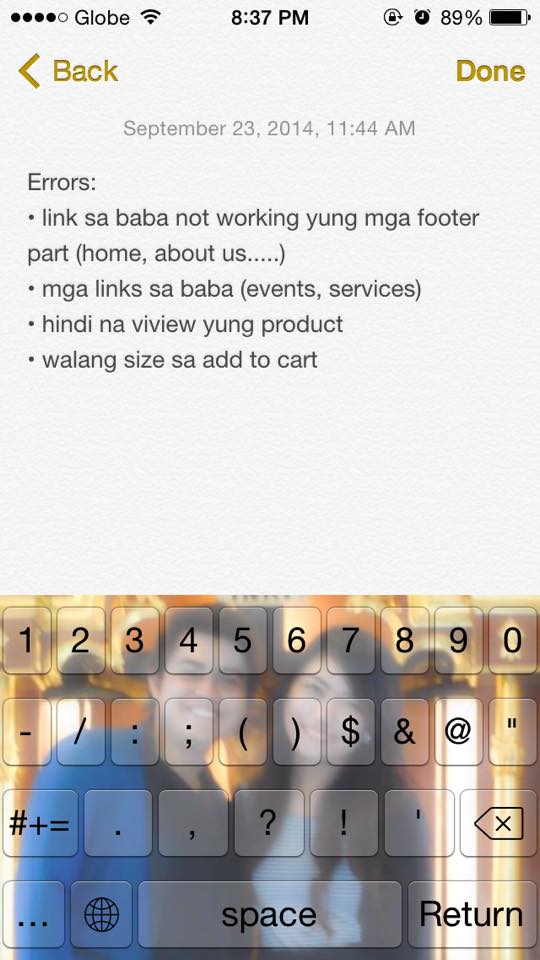 Globe 8:37 PM 89%
Back Done
September 23, 2014, 11:44 AM
Errors:
• link sa baba not working yung mga footer
part (home, about us.....)
• mga links sa baba (events, services)
• hindi na viview yung product
• walang size sa add to cart
1 2 3 4 5 6 7 8 9 0
- / : ; ( ) $ & @ "
#+= . , ? ! '
... space Return